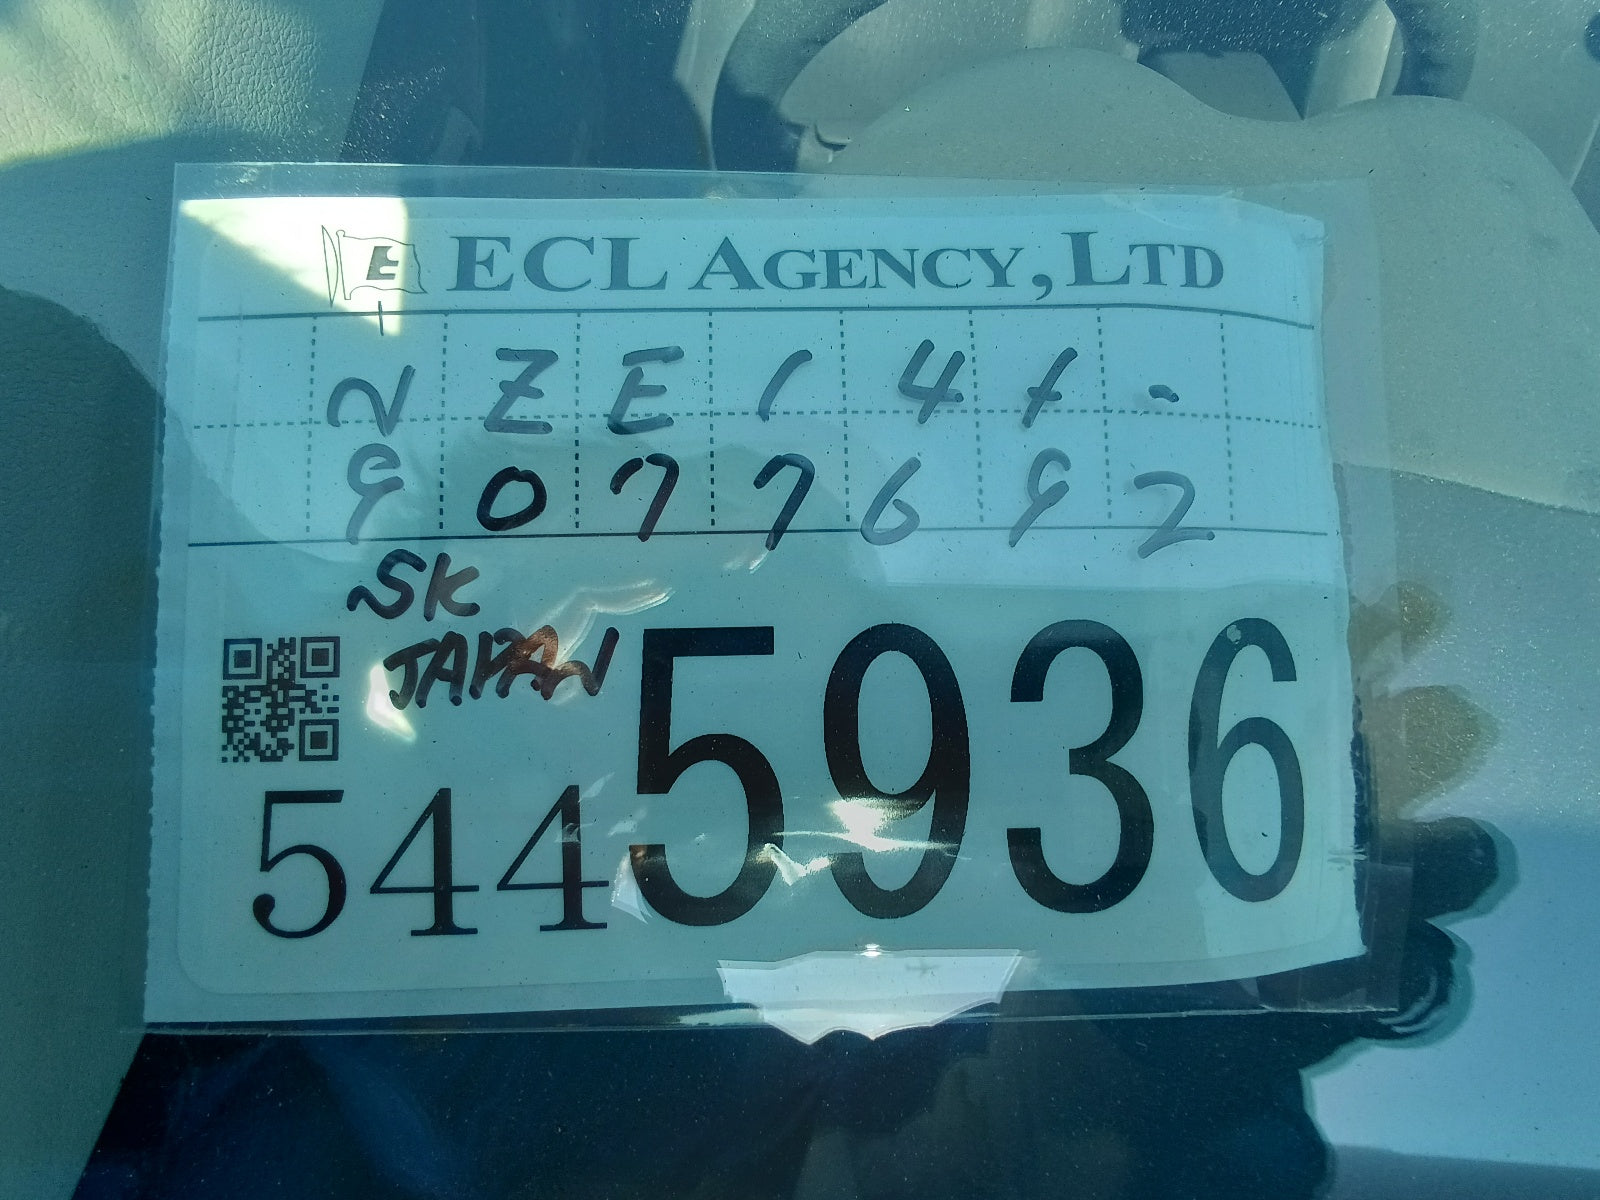 E ECL AGENCY, LTD
NZE141-
9077692
SK
JAPAN
5445936